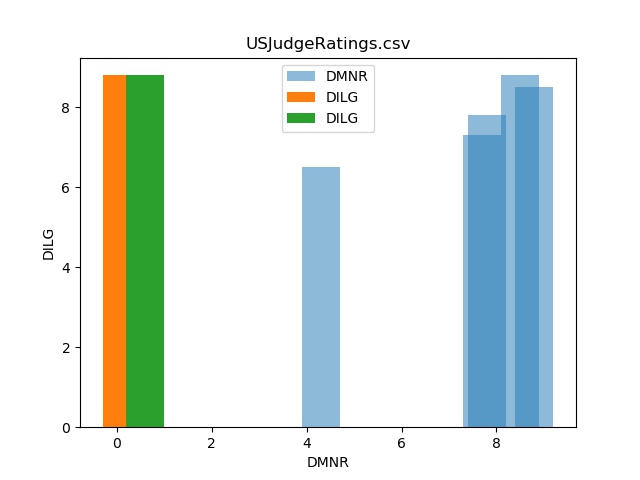 USJudgeRatings.csv
DMNR
DILG
DILG
DILG
8
6
4
2
0
0 2 4 6 8
DMNR